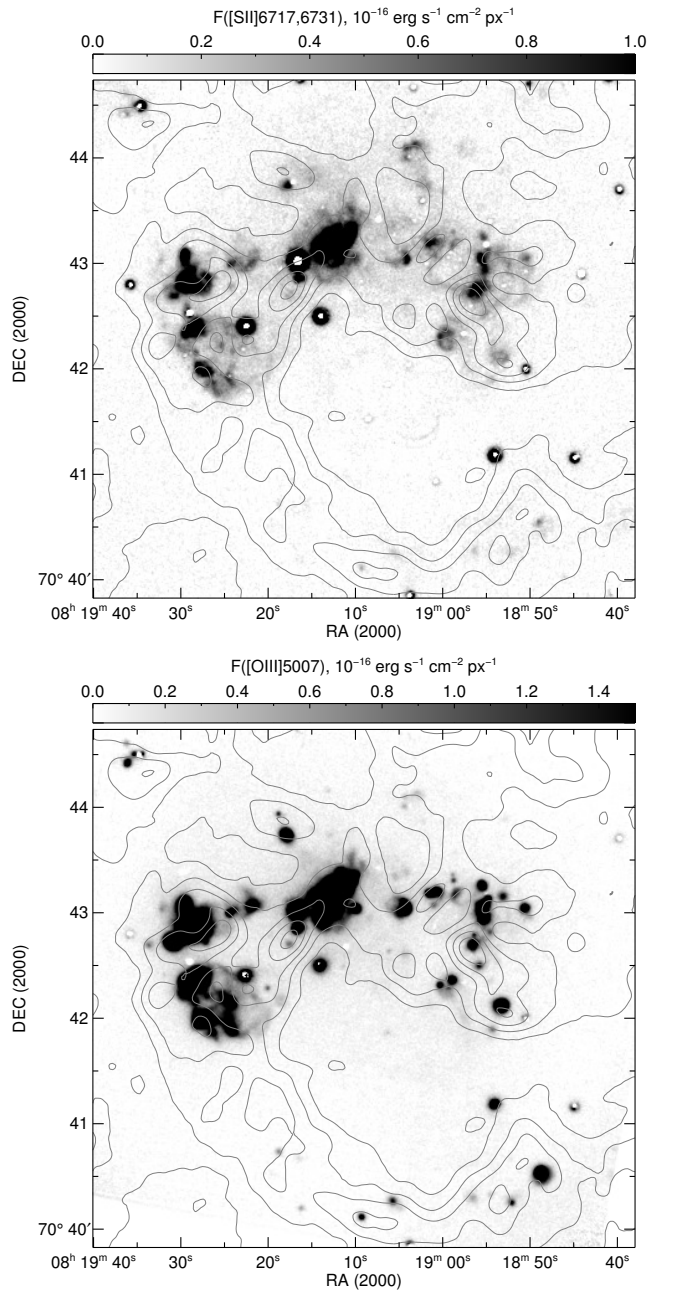 F([SII]6717,6731), 10⁻¹⁶ erg s⁻¹ cm⁻² px⁻¹
0.0 0.2 0.4 0.6 0.8 1.0
44
43
42
41
70° 40′
DEC (2000)
08ʰ 19ᵐ 40ˢ 30ˢ 20ˢ 10ˢ 19ᵐ 00ˢ 18ᵐ 50ˢ 40ˢ
RA (2000)
F([OIII]5007), 10⁻¹⁶ erg s⁻¹ cm⁻² px⁻¹
0.0 0.2 0.4 0.6 0.8 1.0 1.2 1.4
44
43
42
41
70° 40′
DEC (2000)
08ʰ 19ᵐ 40ˢ 30ˢ 20ˢ 10ˢ 19ᵐ 00ˢ 18ᵐ 50ˢ 40ˢ
RA (2000)